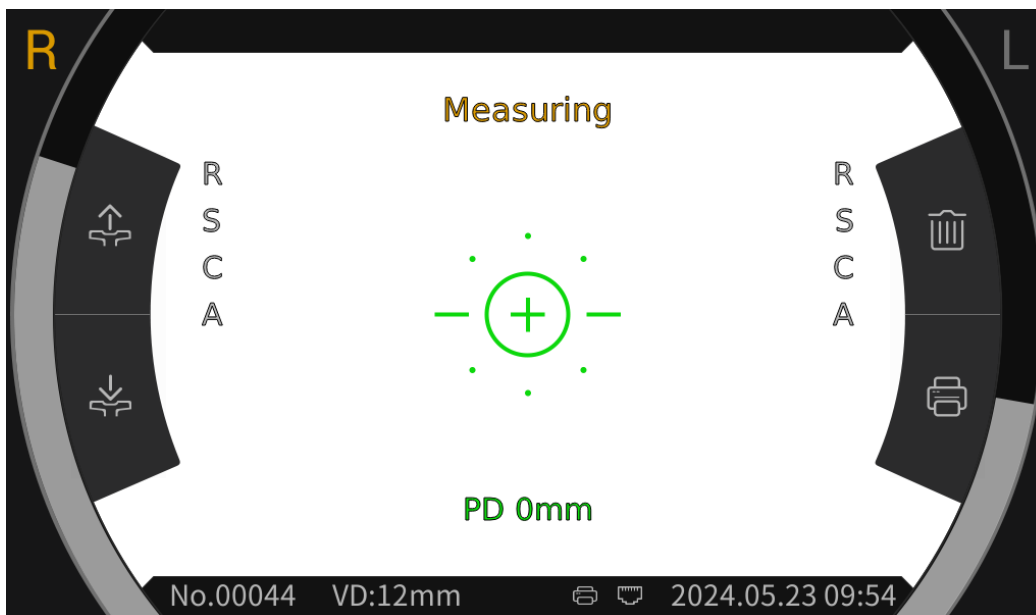 R L
Measuring
R R
S S
C C
A A
PD 0mm
No.00044 VD:12mm 2024.05.23 09:54